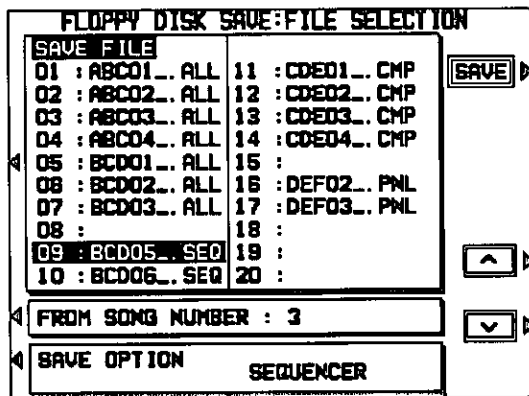 FLOPPY DISK SAVE:FILE SELECTION
SAVE FILE
01 :ABC01_. ALL
02 :ABC02_. ALL
03 :ABC03_. ALL
04 :ABC04_. ALL
05 :BCD01_. ALL
06 :BCD02_. ALL
07 :BCD03_. ALL
08 :
09 :BCD05_. SEQ
10 :BCD06_. SEQ
11 :CDE01_. CMP
12 :CDE02_. CMP
13 :CDE03_. CMP
14 :CDE04_. CMP
15 :
16 :DEF02_. PNL
17 :DEF03_. PNL
18 :
19 :
20 :
SAVE
FROM SONG NUMBER : 3
SAVE OPTION
SEQUENCER